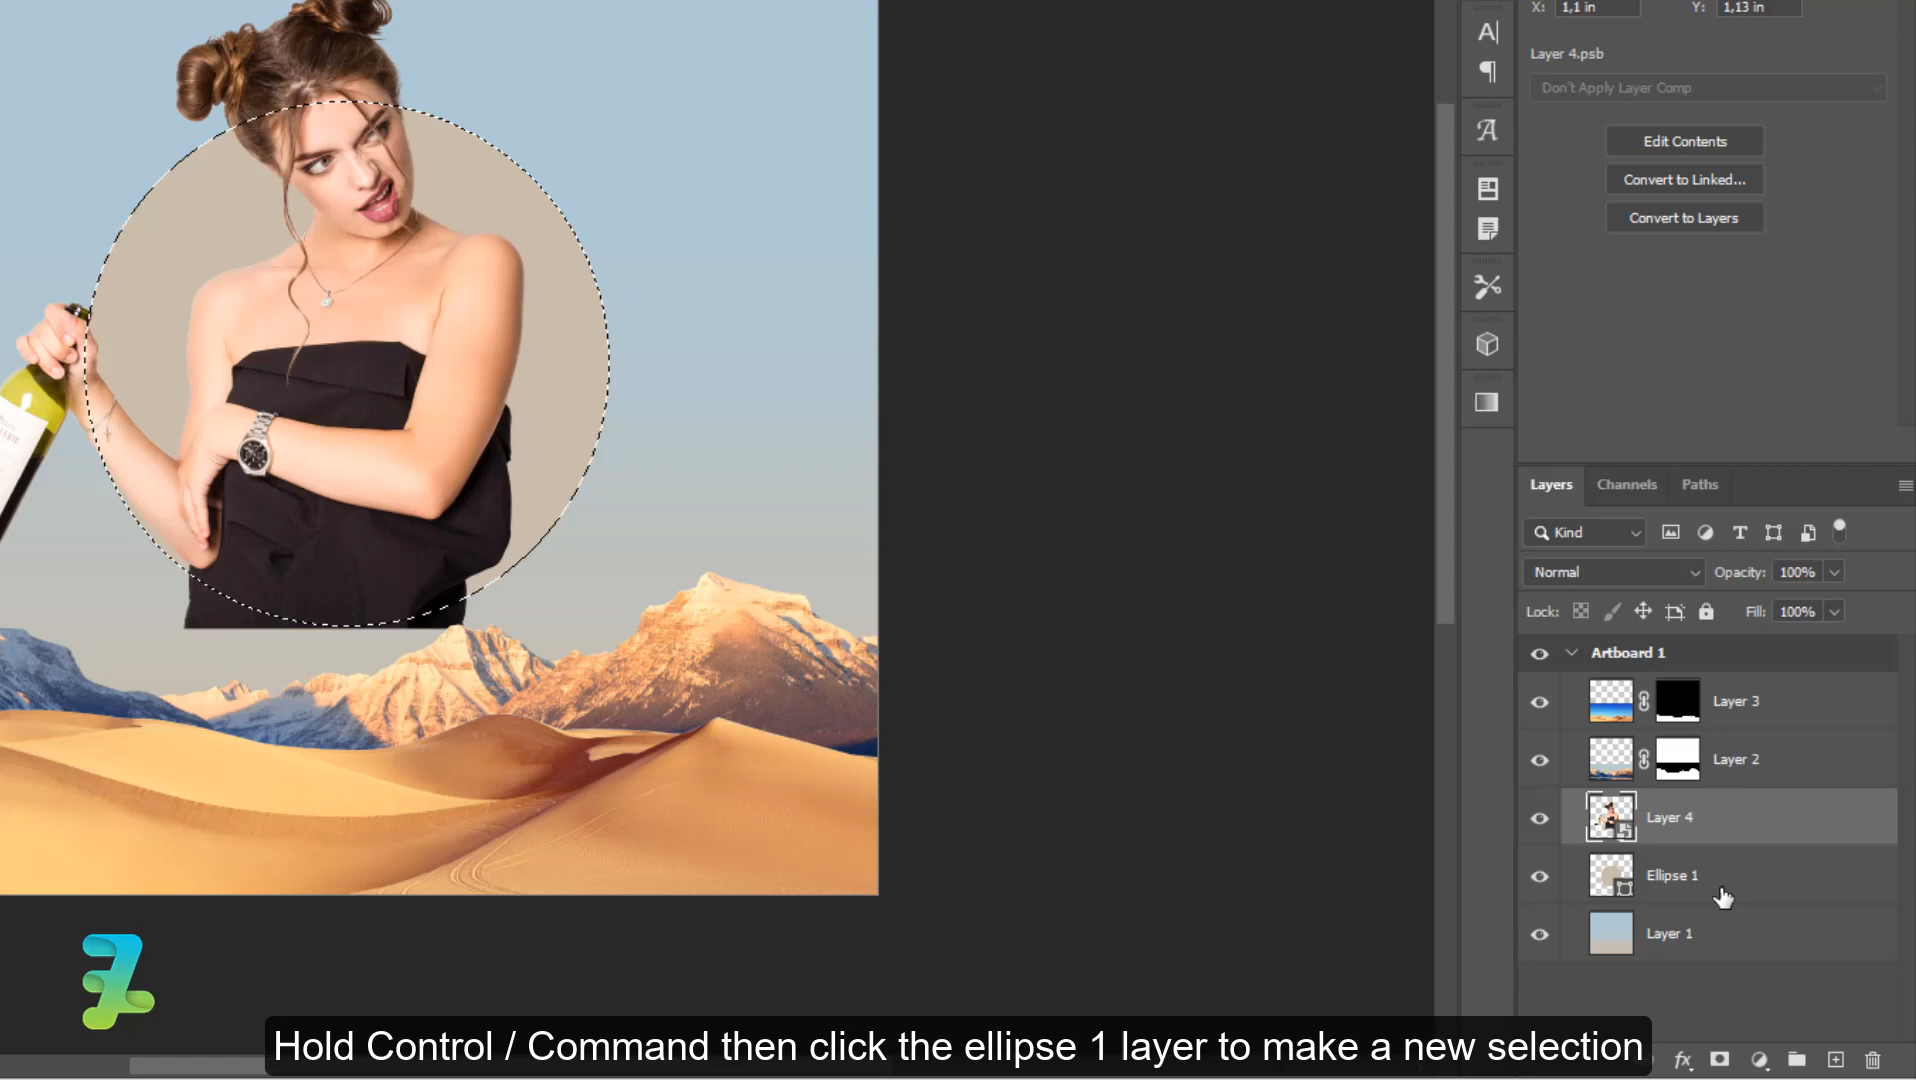 X: 1,1 in Y: 1,13 in
Layer 4.psb
Don't Apply Layer Comp
Edit Contents
Convert to Linked...
Convert to Layers
Layers Channels Paths
Kind
Normal Opacity: 100%
Lock: Fill: 100%
Artboard 1
Layer 3
Layer 2
Layer 4
Ellipse 1
Layer 1
Hold Control / Command then click the ellipse 1 layer to make a new selection
fx